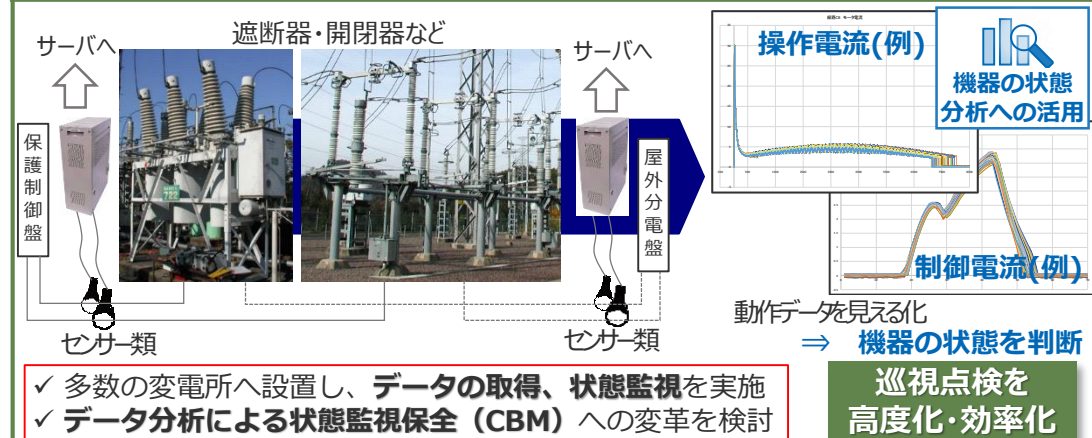 遮断器・開閉器など
サーバへ
サーバへ
操作電流(例)
機器の状態
分析への活用
保護制御盤
722
屋外分電盤
制御電流(例)
センサー類
センサー類
動作データを見える化
⇒ 機器の状態を判断
✓ 多数の変電所へ設置し、データの取得、状態監視を実施
✓ データ分析による状態監視保全（CBM）への変革を検討
巡視点検を
高度化・効率化